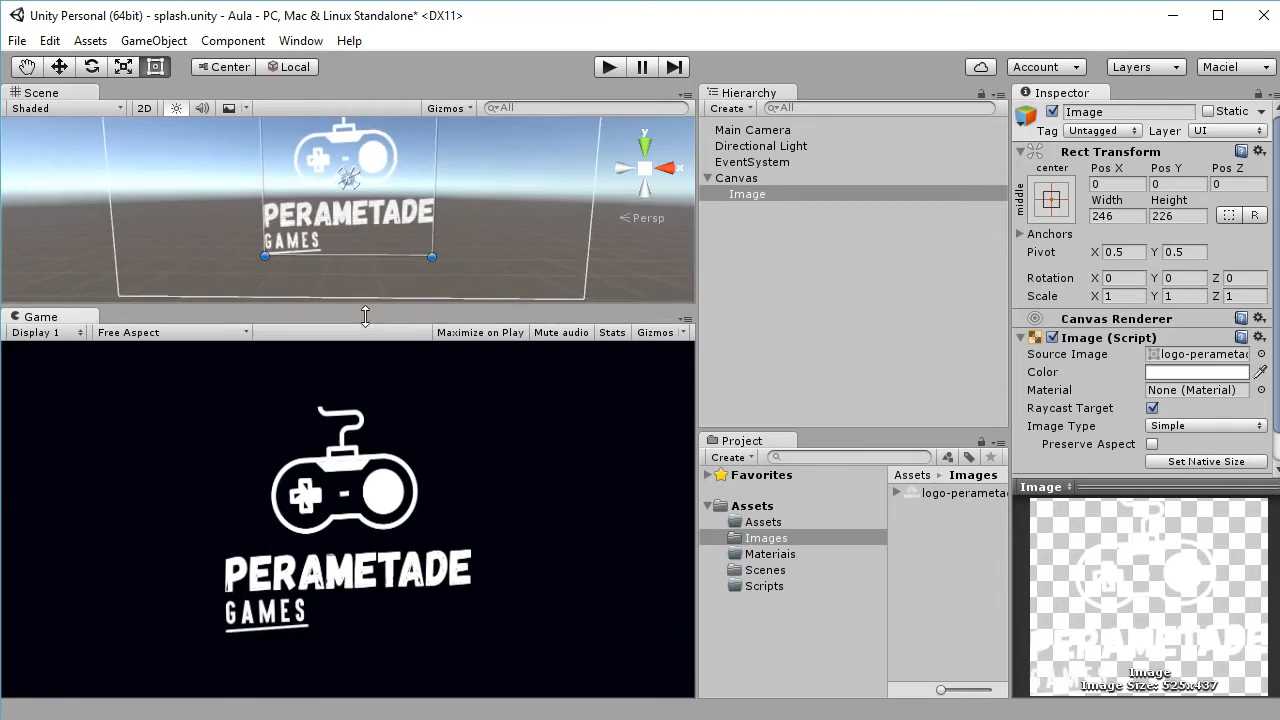 Unity Personal (64bit) - splash.unity - Aula - PC, Mac & Linux Standalone* <DX11>
File Edit Assets GameObject Component Window Help
Center Local Account Layers Maciel
Scene
Shaded 2D Gizmos All
y
x
Persp
PERAMETADE
GAMES
Game
Display 1 Free Aspect Maximize on Play Mute audio Stats Gizmos
PERAMETADE
GAMES
Hierarchy
Create All
Main Camera
Directional Light
EventSystem
Canvas
Image
Project
Create
Favorites
Assets
Assets
Images
Materiais
Scenes
Scripts
Assets Images
logo-perametad
Inspector
Image Static
Tag Untagged Layer UI
Rect Transform
center Pos X Pos Y Pos Z
middle 0 0 0
Width Height
246 226 R
Anchors
Pivot X 0.5 Y 0.5
Rotation X 0 Y 0 Z 0
Scale X 1 Y 1 Z 1
Canvas Renderer
Image (Script)
Source Image logo-perametad
Color
Material None (Material)
Raycast Target
Image Type Simple
Preserve Aspect
Set Native Size
Image
PERAMETADE
GAMES
Image
Image Size: 525x437